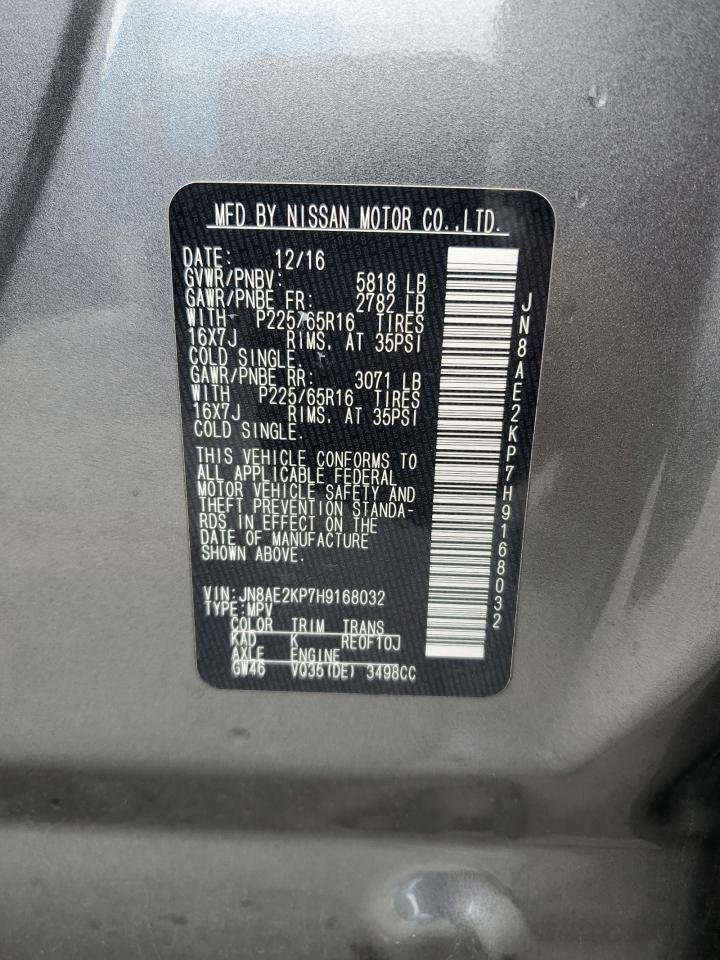 MFD BY NISSAN MOTOR CO.,LTD.
DATE: 12/16
GVWR/PNBV: 5818 LB
GAWR/PNBE FR: 2782 LB
WITH P225/65R16 TIRES
16X7J RIMS. AT 35PSI
COLD SINGLE.
GAWR/PNBE RR: 3071 LB
WITH P225/65R16 TIRES
16X7J RIMS. AT 35PSI
COLD SINGLE.
THIS VEHICLE CONFORMS TO
ALL APPLICABLE FEDERAL
MOTOR VEHICLE SAFETY AND
THEFT PREVENTION STANDA-
RDS IN EFFECT ON THE
DATE OF MANUFACTURE
SHOWN ABOVE.
VIN:JN8AE2KP7H9168032
TYPE:MPV
COLOR TRIM TRANS
KAD K RE0F10J
AXLE ENGINE
GW46 VQ35(DE) 3498CC
JN8AE2KP7H9168032